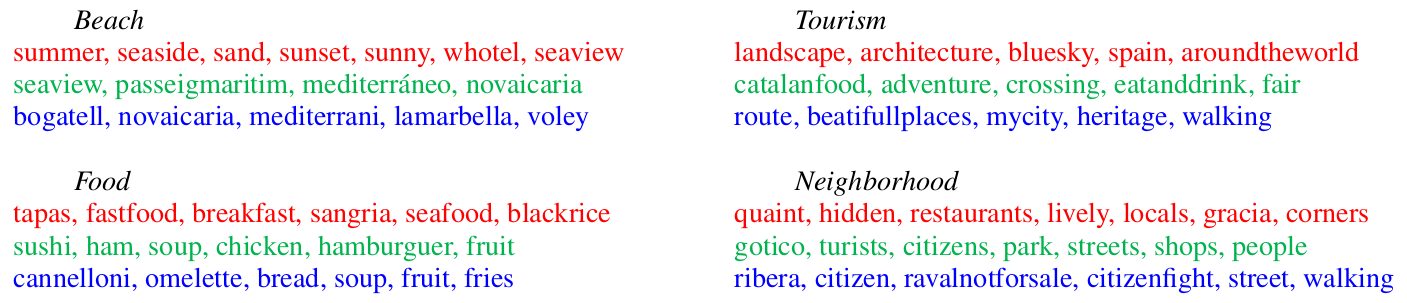 Beach
summer, seaside, sand, sunset, sunny, whotel, seaview
seaview, passeigmaritim, mediterráneo, novaicaria
bogatell, novaicaria, mediterrani, lamarbella, voley
Tourism
landscape, architecture, bluesky, spain, aroundtheworld
catalanfood, adventure, crossing, eatanddrink, fair
route, beatifullplaces, mycity, heritage, walking
Food
tapas, fastfood, breakfast, sangria, seafood, blackrice
sushi, ham, soup, chicken, hamburguer, fruit
cannelloni, omelette, bread, soup, fruit, fries
Neighborhood
quaint, hidden, restaurants, lively, locals, gracia, corners
gotico, turists, citizens, park, streets, shops, people
ribera, citizen, ravalnotforsale, citizenfight, street, walking